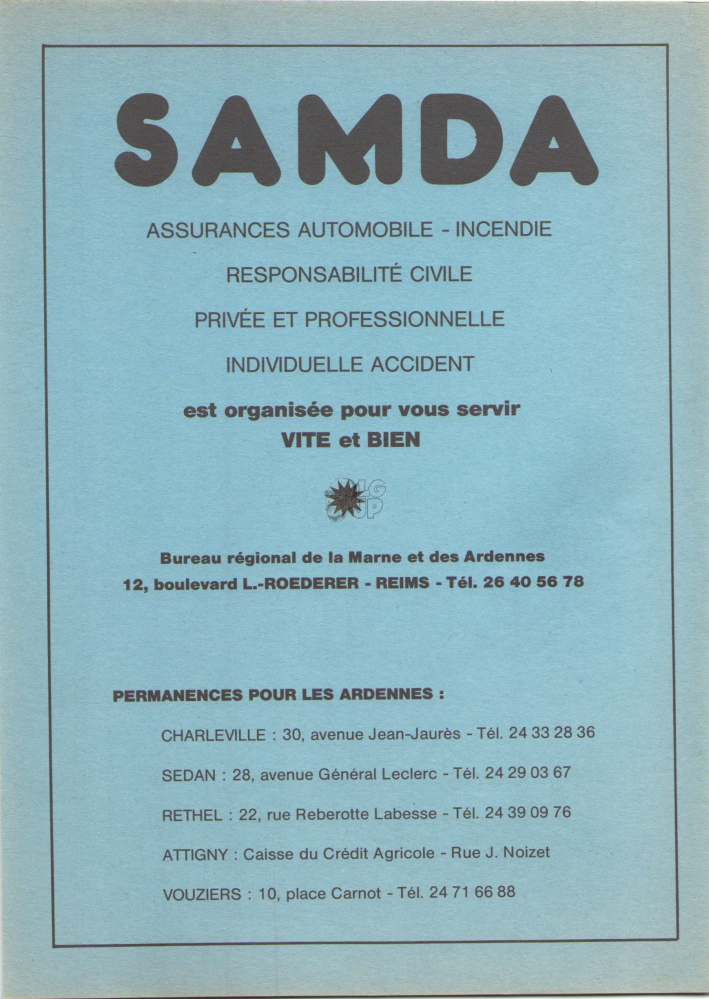 SAMDA
ASSURANCES AUTOMOBILE - INCENDIE
RESPONSABILITÉ CIVILE
PRIVÉE ET PROFESSIONNELLE
INDIVIDUELLE ACCIDENT
est organisée pour vous servir
VITE et BIEN
Bureau régional de la Marne et des Ardennes
12, boulevard L.-ROEDERER - REIMS - Tél. 26 40 56 78
PERMANENCES POUR LES ARDENNES :
CHARLEVILLE : 30, avenue Jean-Jaurès - Tél. 24 33 28 36
SEDAN : 28, avenue Général Leclerc - Tél. 24 29 03 67
RETHEL : 22, rue Reberotte Labesse - Tél. 24 39 09 76
ATTIGNY : Caisse du Crédit Agricole - Rue J. Noizet
VOUZIERS : 10, place Carnot - Tél. 24 71 66 88